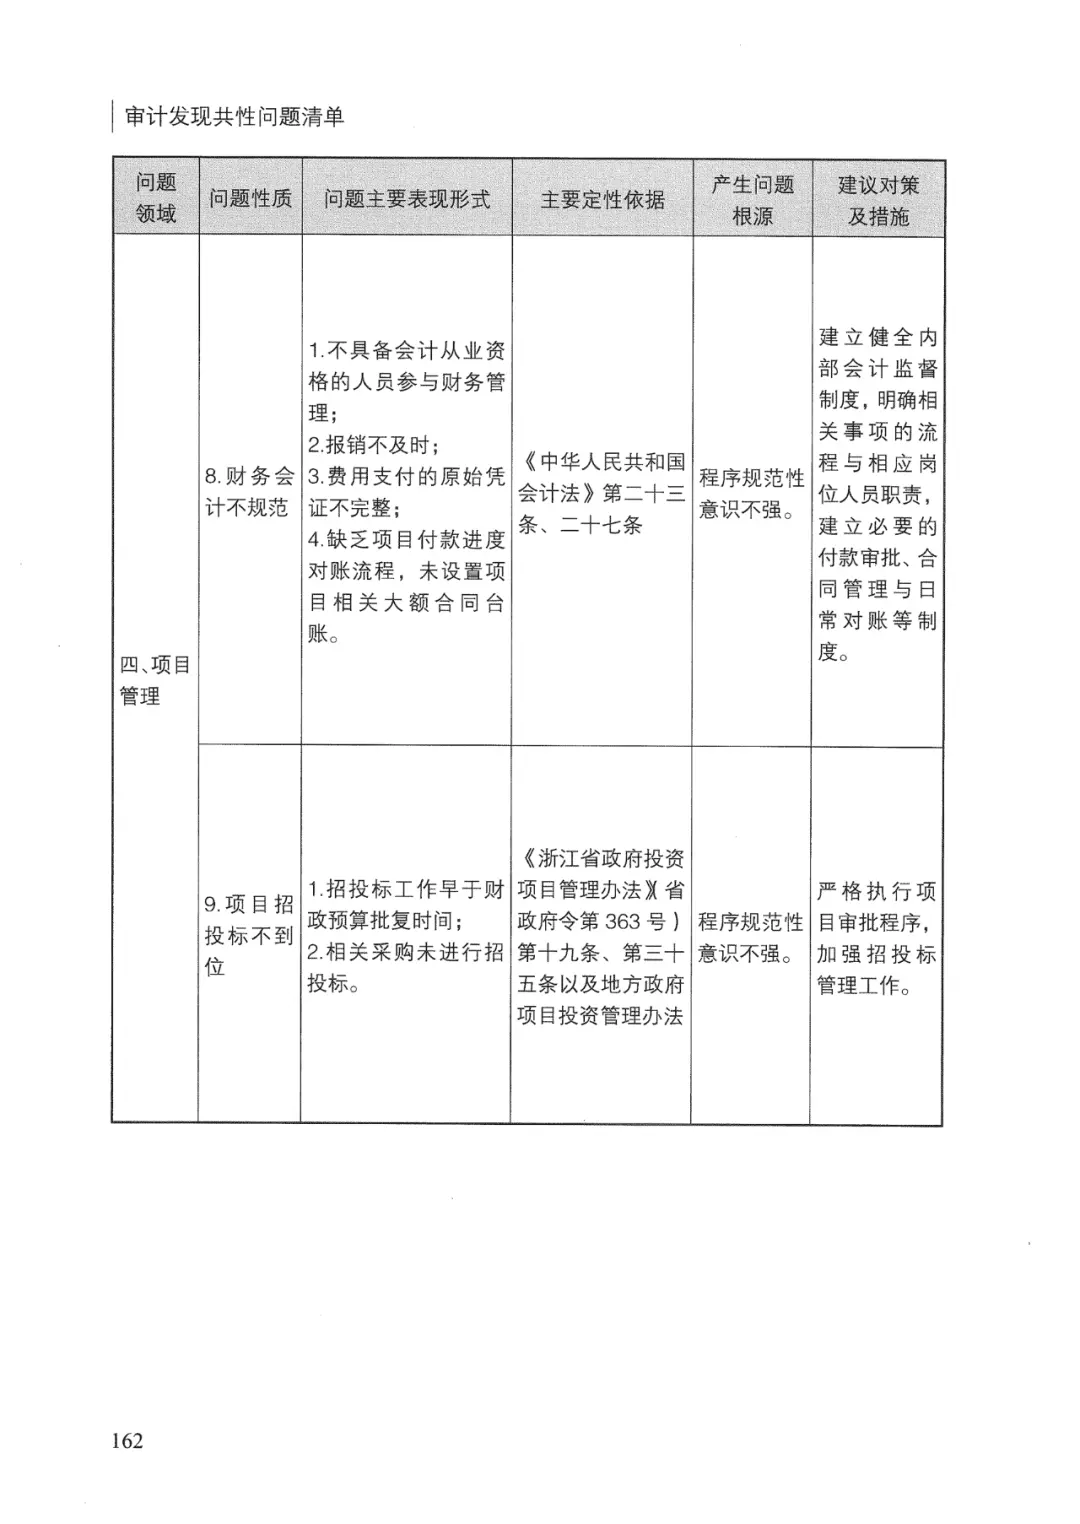 审计发现共性问题清单
问题
领域
问题性质
问题主要表现形式
主要定性依据
产生问题
根源
建议对策
及措施
四、项目
管理
8.财务会
计不规范
1.不具备会计从业资
格的人员参与财务管
理；
2.报销不及时；
3.费用支付的原始凭
证不完整；
4.缺乏项目付款进度
对账流程，未设置项
目相关大额合同台
账。
《中华人民共和国
会计法》第二十三
条、二十七条
程序规范性
意识不强。
建立健全内
部会计监督
制度，明确相
关事项的流
程与相应岗
位人员职责，
建立必要的
付款审批、合
同管理与日
常对账等制
度。
9.项目招
投标不到
位
1.招投标工作早于财
政预算批复时间；
2.相关采购未进行招
投标。
《浙江省政府投资
项目管理办法》（省
政府令第 363 号）
第十九条、第三十
五条以及地方政府
项目投资管理办法
程序规范性
意识不强。
严格执行项
目审批程序，
加强招投标
管理工作。
162